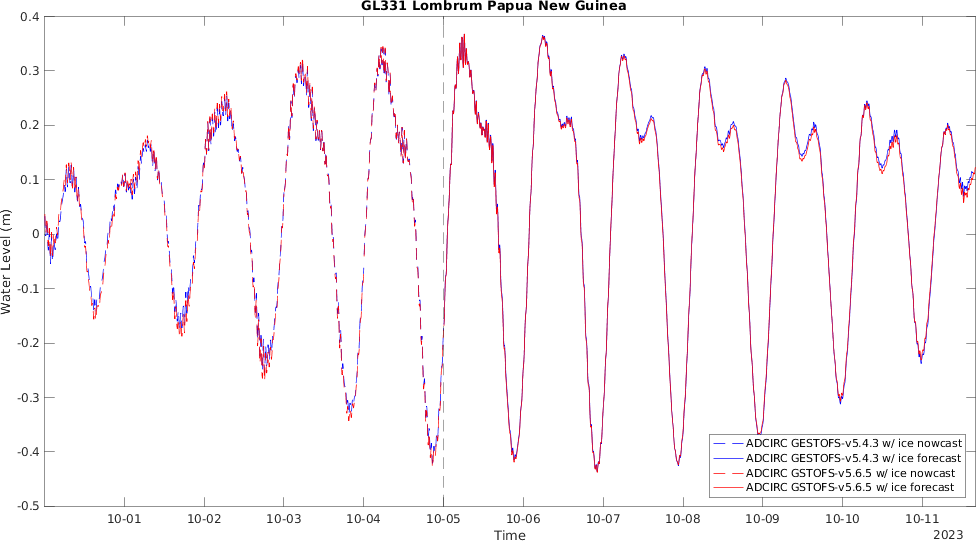 GL331 Lombrum Papua New Guinea
0.4
0.3
0.2
0.1
0
-0.1
-0.2
-0.3
-0.4
-0.5
Water Level (m)
10-01 10-02 10-03 10-04 10-05 10-06 10-07 10-08 10-09 10-10 10-11
2023
Time
ADCIRC GESTOFS-v5.4.3 w/ ice nowcast
ADCIRC GESTOFS-v5.4.3 w/ ice forecast
ADCIRC GSTOFS-v5.6.5 w/ ice nowcast
ADCIRC GSTOFS-v5.6.5 w/ ice forecast